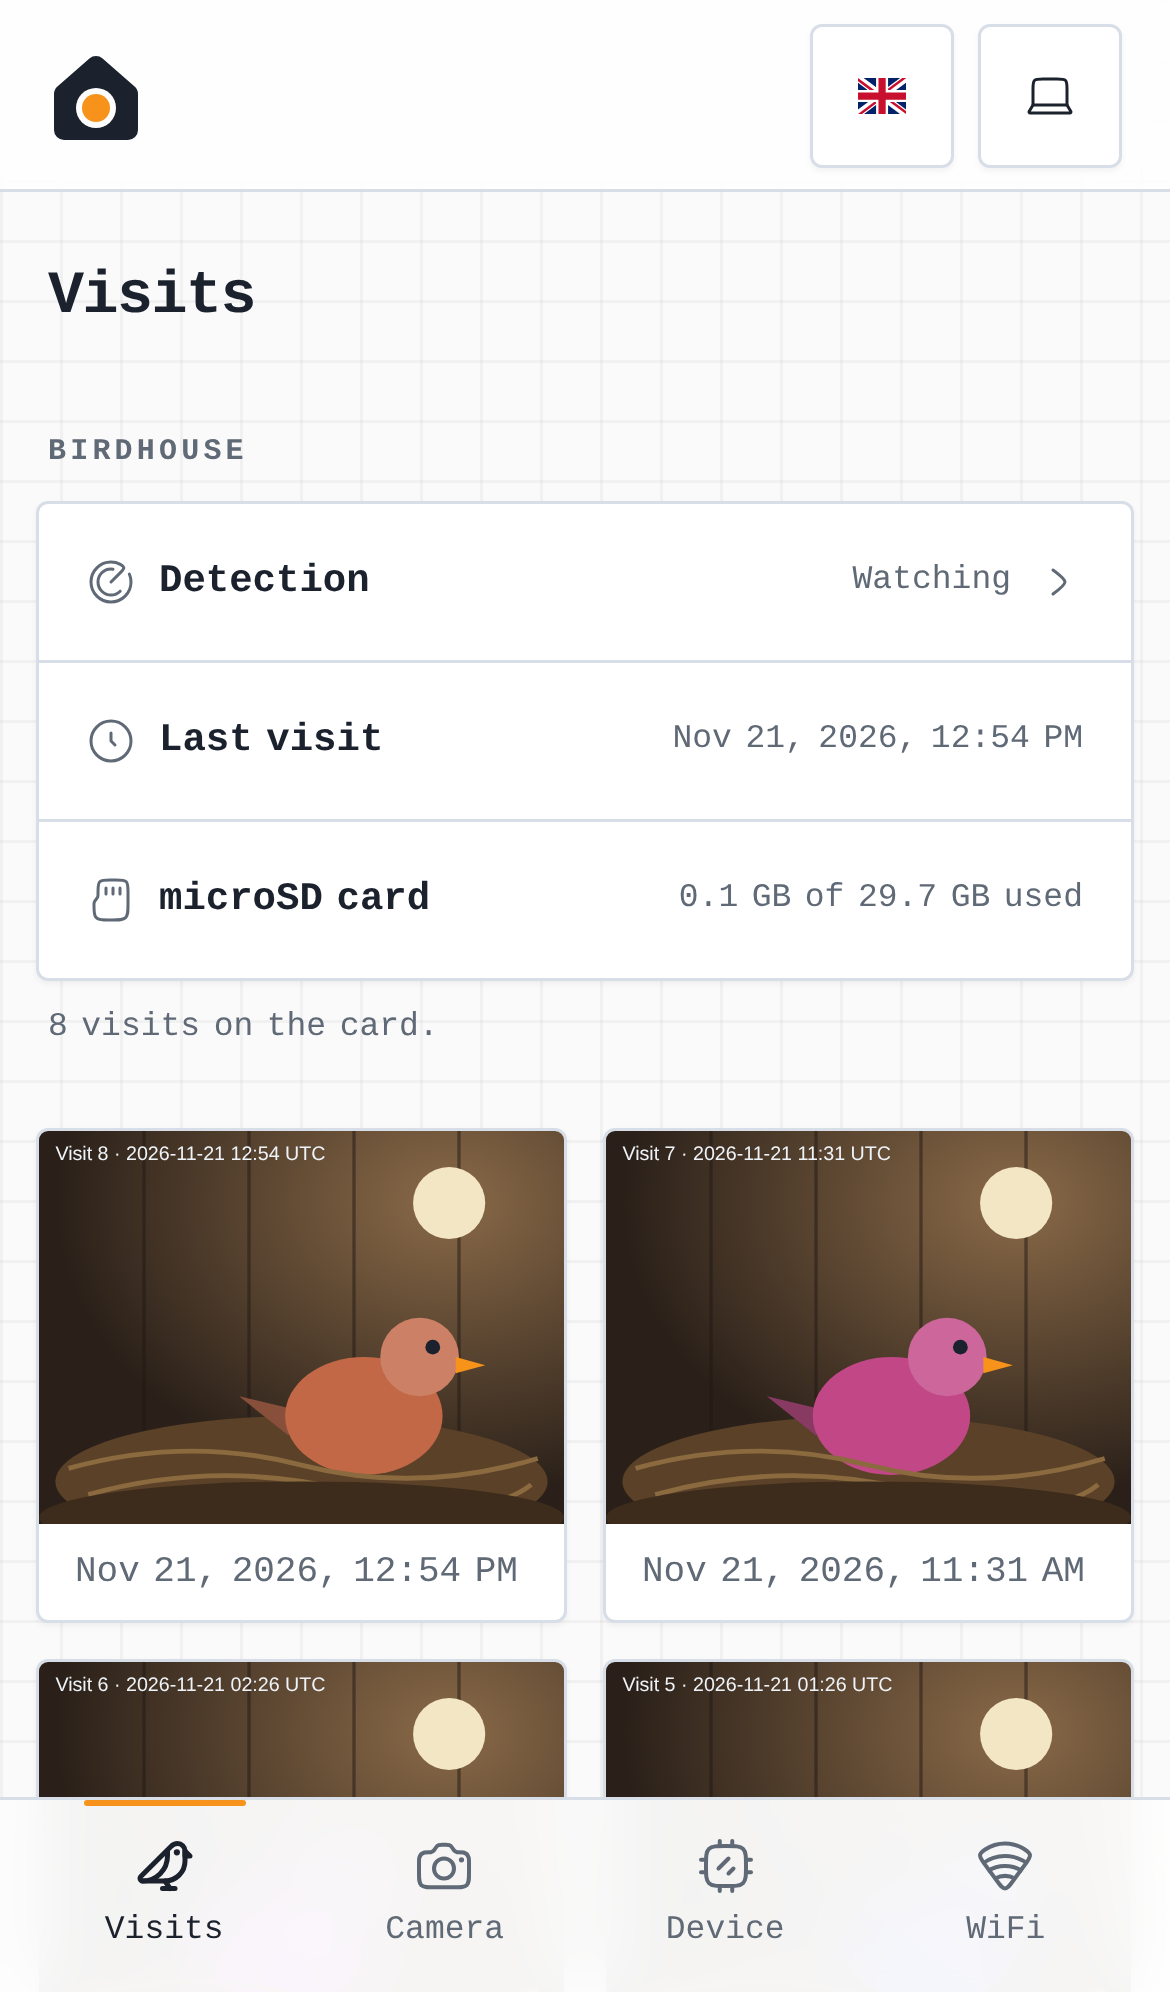 Visits
BIRDHOUSE
Detection Watching
Last visit Nov 21, 2026, 12:54 PM
microSD card 0.1 GB of 29.7 GB used
8 visits on the card.
Visit 8 · 2026-11-21 12:54 UTC
Nov 21, 2026, 12:54 PM
Visit 7 · 2026-11-21 11:31 UTC
Nov 21, 2026, 11:31 AM
Visit 6 · 2026-11-21 02:26 UTC
Visit 5 · 2026-11-21 01:26 UTC
Visits Camera Device WiFi